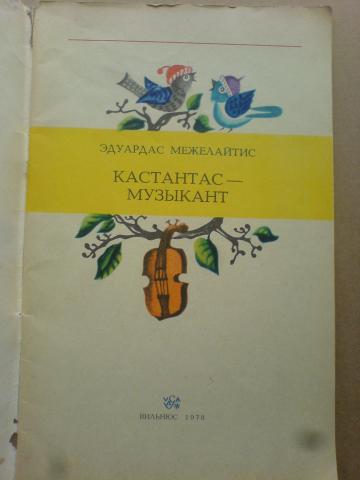 ЭДУАРДАС МЕЖЕЛАЙТИС
КАСТАНТАС —
МУЗЫКАНТ
ВИЛЬНЮС 1970